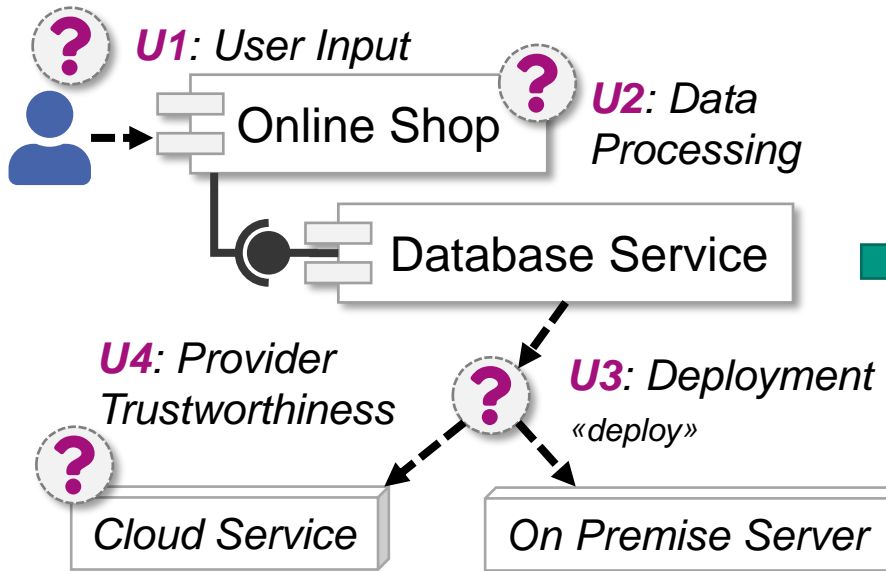 ?
U1: User Input
Online Shop
?
U2: Data
Processing
Database Service
U4: Provider
Trustworthiness
?
U3: Deployment
«deploy»
?
Cloud Service
On Premise Server